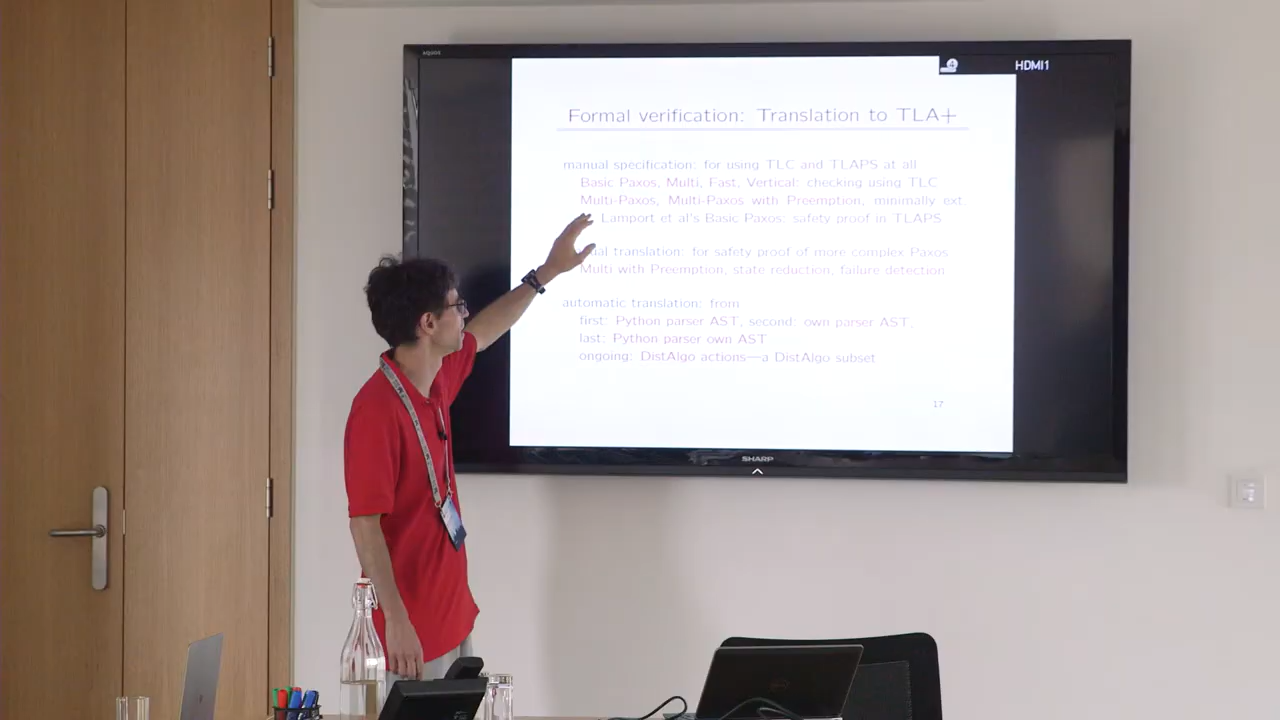 AQUOS
HDMI1
Formal verification: Translation to TLA+
manual specification: for using TLC and TLAPS at all
Basic Paxos, Multi, Fast, Vertical: checking using TLC
Multi-Paxos, Multi-Paxos with Preemption, minimally ext.
Lamport et al's Basic Paxos: safety proof in TLAPS
translation: for safety proof of more complex Paxos
Multi with Preemption, state reduction, failure detection
automatic translation: from
first: Python parser AST, second: own parser AST,
last: Python parser own AST
ongoing: DistAlgo actions—a DistAlgo subset
17
SHARP